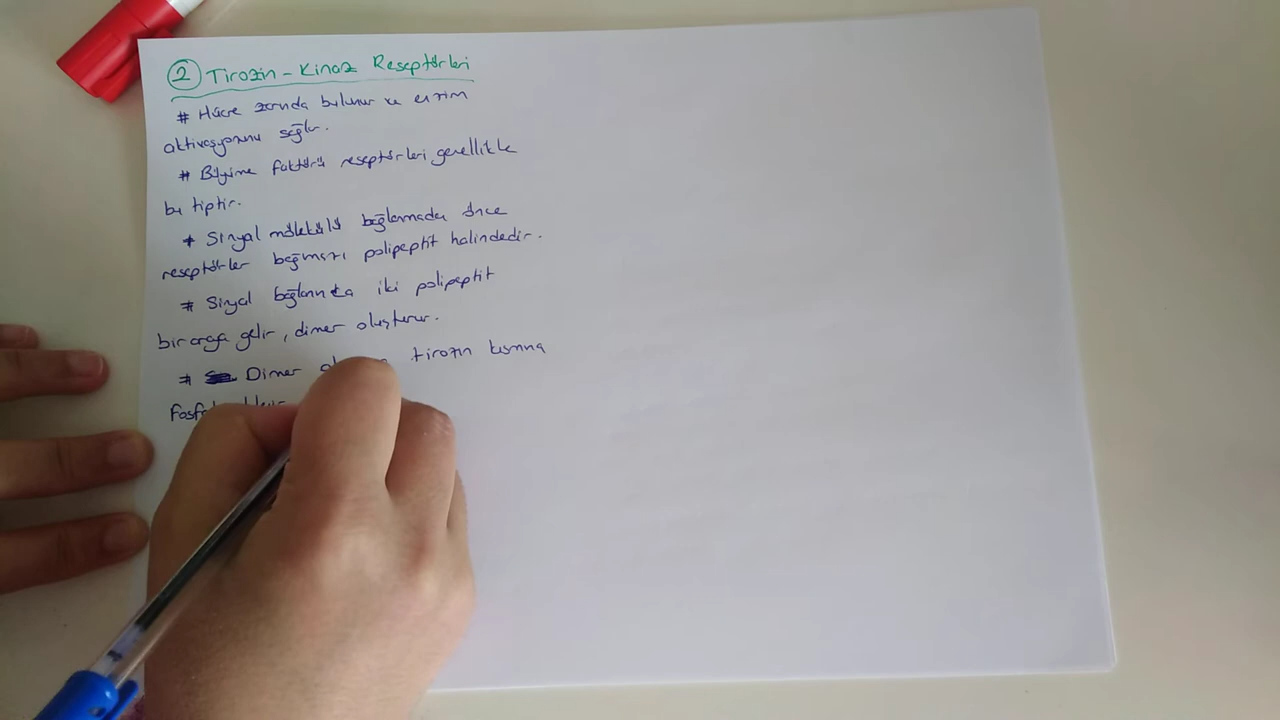 ② Tirozin - Kinaz Reseptörleri
# Hücre zarında bulunur ve enzim
aktivasyonunu sağlar.
# Büyüme faktörü reseptörleri genellikle
bu tiptir.
# Sinyal molekülü bağlanmadan önce
reseptörler bağımsız polipeptit halindedir.
# Sinyal bağlanınca iki polipeptit
bir araya gelir, dimer oluşturur.
# Dimer tirozin kısmına